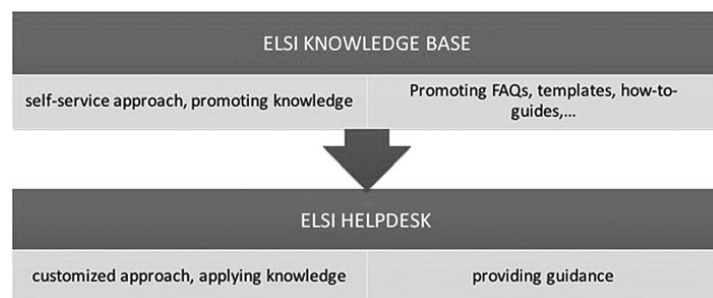 ELSI KNOWLEDGE BASE
self-service approach, promoting knowledge
Promoting FAQs, templates, how-to-
guides,...
ELSI HELPDESK
customized approach, applying knowledge
providing guidance